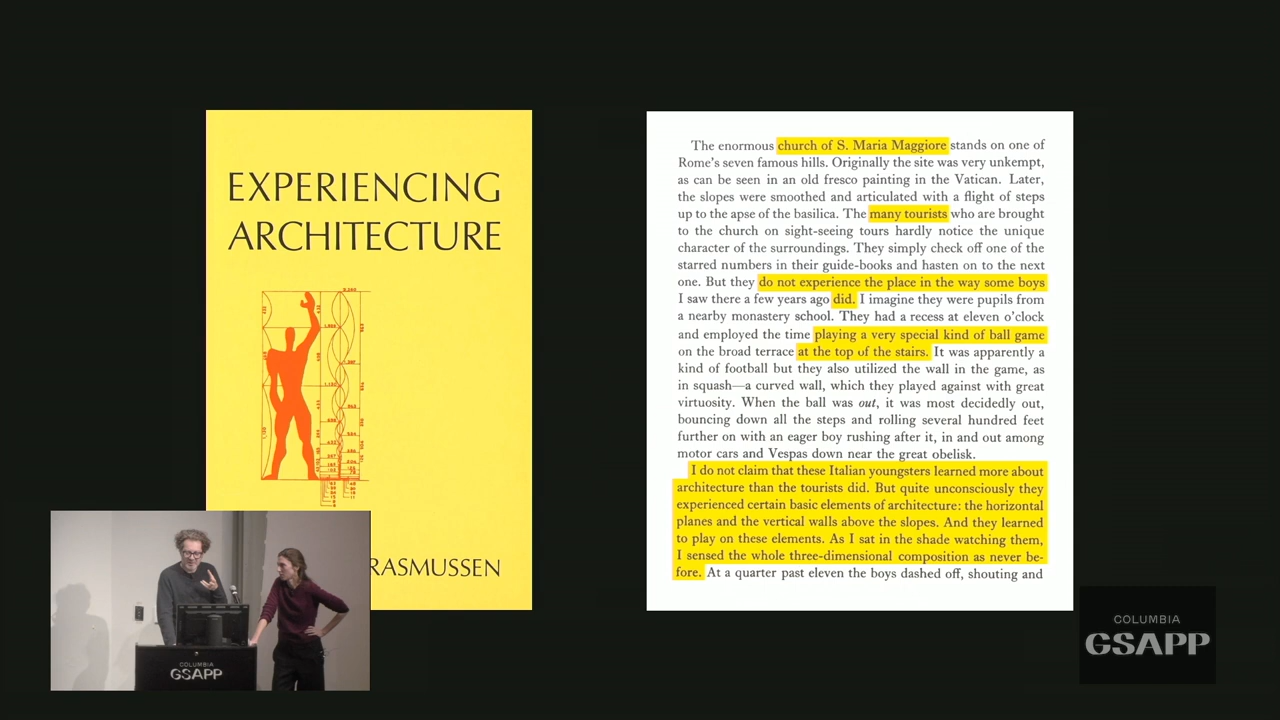 EXPERIENCING
ARCHITECTURE
RASMUSSEN
The enormous church of S. Maria Maggiore stands on one of
Rome's seven famous hills. Originally the site was very unkempt,
as can be seen in an old fresco painting in the Vatican. Later,
the slopes were smoothed and articulated with a flight of steps
up to the apse of the basilica. The many tourists who are brought
to the church on sight-seeing tours hardly notice the unique
character of the surroundings. They simply check off one of the
starred numbers in their guide-books and hasten on to the next
one. But they do not experience the place in the way some boys
I saw there a few years ago did. I imagine they were pupils from
a nearby monastery school. They had a recess at eleven o'clock
and employed the time playing a very special kind of ball game
on the broad terrace at the top of the stairs. It was apparently a
kind of football but they also utilized the wall in the game, as
in squash—a curved wall, which they played against with great
virtuosity. When the ball was out, it was most decidedly out,
bouncing down all the steps and rolling several hundred feet
further on with an eager boy rushing after it, in and out among
motor cars and Vespas down near the great obelisk.
I do not claim that these Italian youngsters learned more about
architecture than the tourists did. But quite unconsciously they
experienced certain basic elements of architecture: the horizontal
planes and the vertical walls above the slopes. And they learned
to play on these elements. As I sat in the shade watching them,
I sensed the whole three-dimensional composition as never be-
fore. At a quarter past eleven the boys dashed off, shouting and
COLUMBIA
GSAPP
COLUMBIA
GSAPP